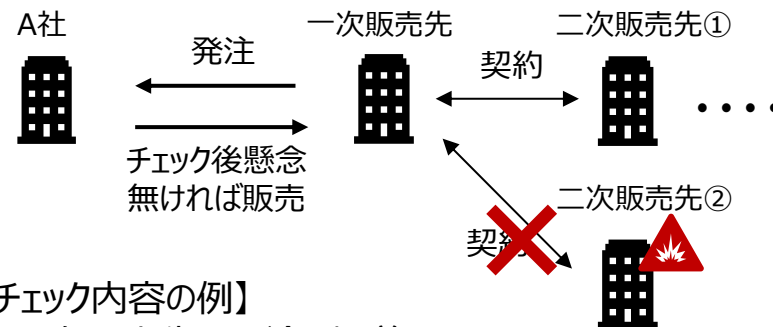 A社
一次販売先
二次販売先①
発注
契約
・・・・
チェック後懸念
無ければ販売
二次販売先②
契約
チェック内容の例】